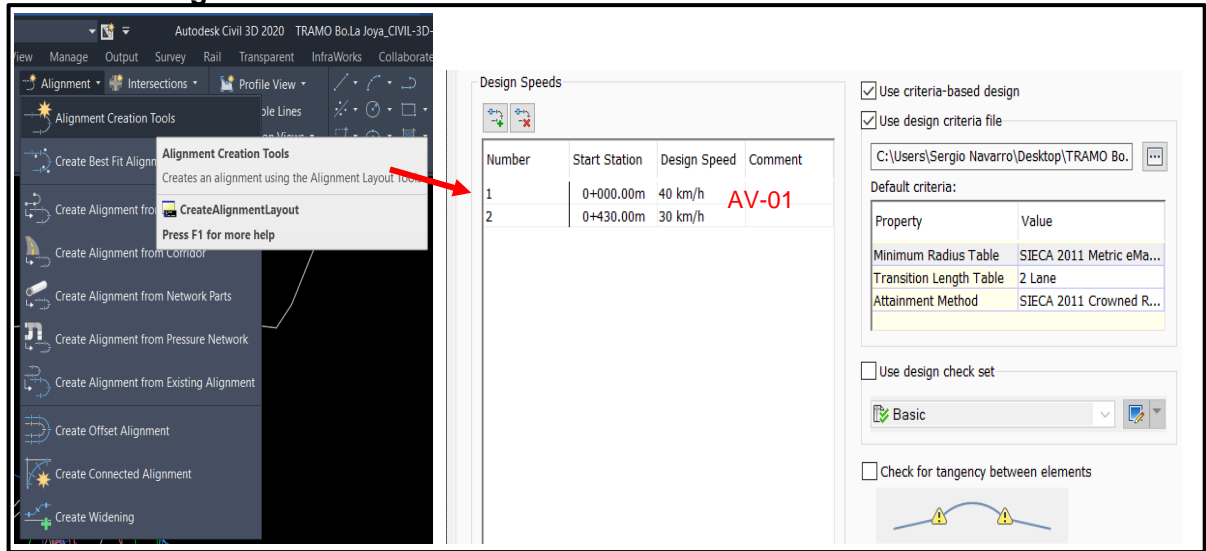 Autodesk Civil 3D 2020 TRAMO Bo.La Joya_CIVIL-3D-
Manage Output Survey Rail Transparent InfraWorks Collaborate
Alignment Intersections Profile View
Alignment Creation Tools
Lines
Create Best Fit
Alignment Creation Tools
Creates an alignment using the Alignment Layout
Create Alignment
CreateAlignmentLayout
Press F1 for more help
Create Alignment from Corridor
Create Alignment from Network Parts
Create Alignment from Pressure Network
Create Alignment from Existing Alignment
Create Offset Alignment
Create Connected Alignment
Create Widening
Design Speeds
Number Start Station Design Speed Comment
1 0+000.00m 40 km/h
2 0+430.00m 30 km/h
AV-01
Use criteria-based design
Use design criteria file
C:\Users\Sergio Navarro\Desktop\TRAMO Bo.
...
Default criteria:
Property Value
Minimum Radius Table SIECA 2011 Metric eMa...
Transition Length Table 2 Lane
Attainment Method SIECA 2011 Crowned R...
Use design check set
Basic
Check for tangency between elements